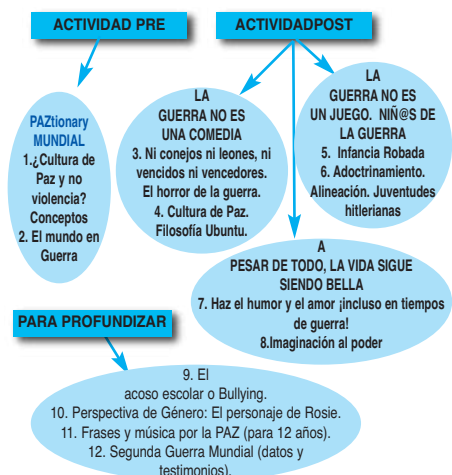 ACTIVIDAD PRE
ACTIVIDADPOST
PAZtionary
MUNDIAL
1.¿Cultura de
Paz y no
violencia?
Conceptos
2. El mundo en
Guerra
LA
GUERRA NO ES
UNA COMEDIA
3. Ni conejos ni leones, ni
vencidos ni vencedores.
El horror de la guerra.
4. Cultura de Paz.
Filosofía Ubuntu.
LA
GUERRA NO ES
UN JUEGO. NIÑ@S DE
LA GUERRA
5. Infancia Robada
6. Adoctrinamiento.
Alineación. Juventudes
hitlerianas
A
PESAR DE TODO, LA VIDA SIGUE
SIENDO BELLA
7. Haz el humor y el amor ¡incluso en tiempos
de guerra!
8.Imaginación al poder
PARA PROFUNDIZAR
9. El
acoso escolar o Bullying.
10. Perspectiva de Género: El personaje de Rosie.
11. Frases y música por la PAZ (para 12 años).
12. Segunda Guerra Mundial (datos y
testimonios).